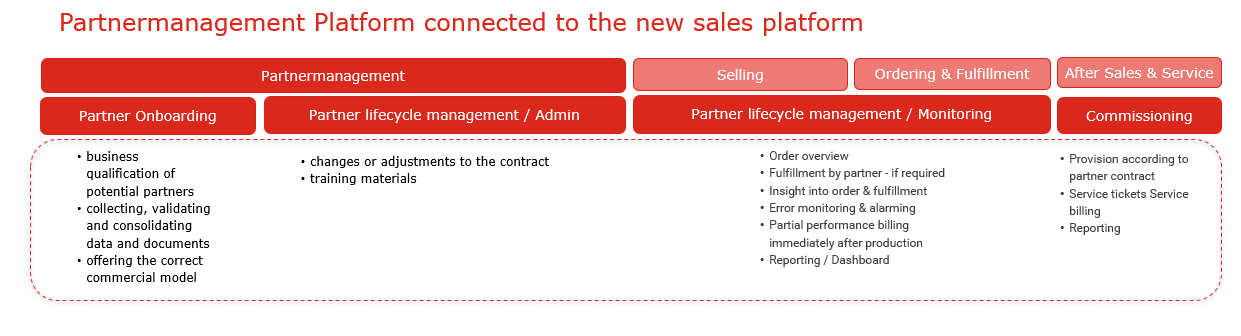 Partnermanagement Platform connected to the new sales platform
Partnermanagement
Selling
Ordering & Fulfillment
After Sales & Service
Partner Onboarding
Partner lifecycle management / Admin
Partner lifecycle management / Monitoring
Commissioning
• business
qualification of
potential partners
• collecting, validating
and consolidating
data and documents
• offering the correct
commercial model
• changes or adjustments to the contract
• training materials
• Order overview
• Fulfillment by partner - if required
• Insight into order & fulfillment
• Error monitoring & alarming
• Partial performance billing
immediately after production
• Reporting / Dashboard
• Provision according to
partner contract
• Service tickets Service
billing
• Reporting